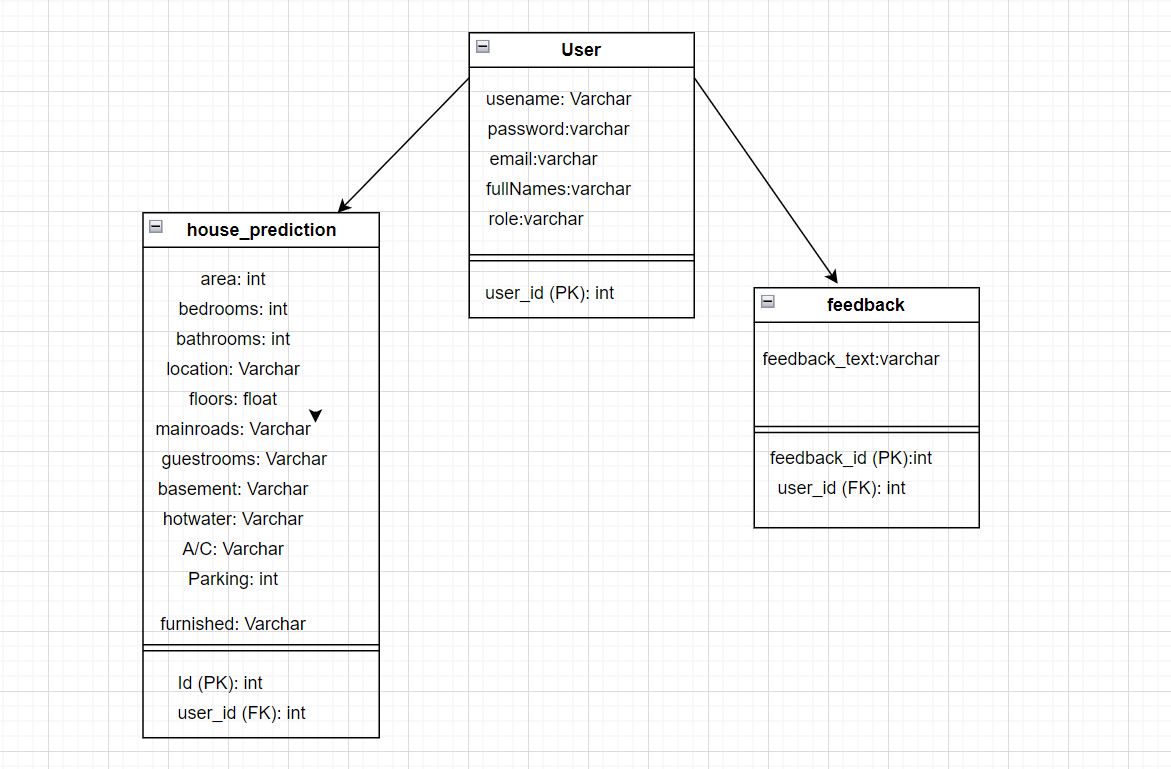 User
usename: Varchar
password:varchar
email:varchar
fullNames:varchar
role:varchar
user_id (PK): int
house_prediction
area: int
bedrooms: int
bathrooms: int
location: Varchar
floors: float
mainroads: Varchar
guestrooms: Varchar
basement: Varchar
hotwater: Varchar
A/C: Varchar
Parking: int
furnished: Varchar
Id (PK): int
user_id (FK): int
feedback
feedback_text:varchar
feedback_id (PK):int
user_id (FK): int